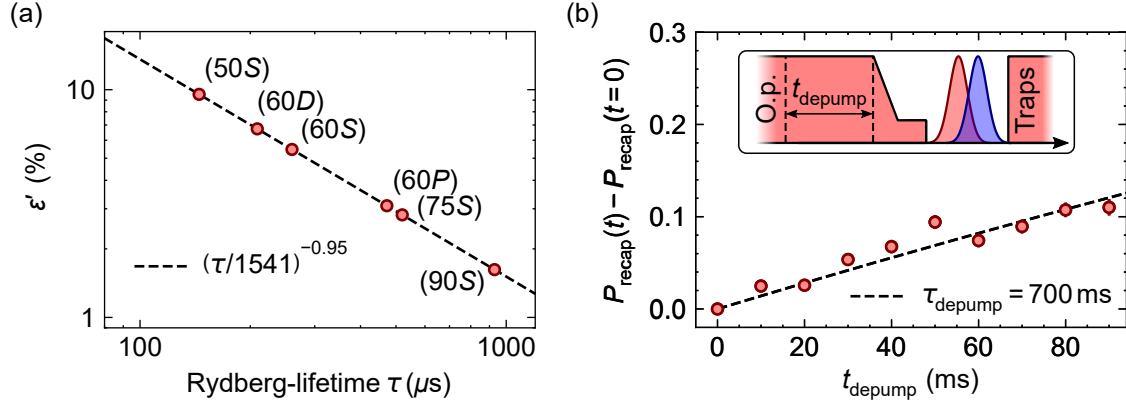 (a)
ε' (%)
10
1
(50S)
(60D)
(60S)
(60P)
(75S)
(90S)
(τ/1541)^−0.95
100
1000
Rydberg-lifetime τ (µs)
(b)
P_recap(t) − P_recap(t = 0)
0.3
0.2
0.1
0.0
O.p.
t_depump
Traps
τ_depump = 700 ms
0
20
40
60
80
t_depump (ms)